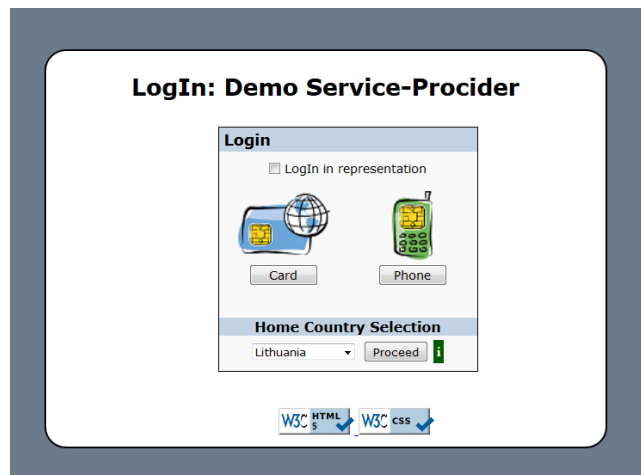 LogIn: Demo Service-Procider
Login
LogIn in representation
Card Phone
Home Country Selection
Lithuania Proceed i
W3C HTML 5 W3C css